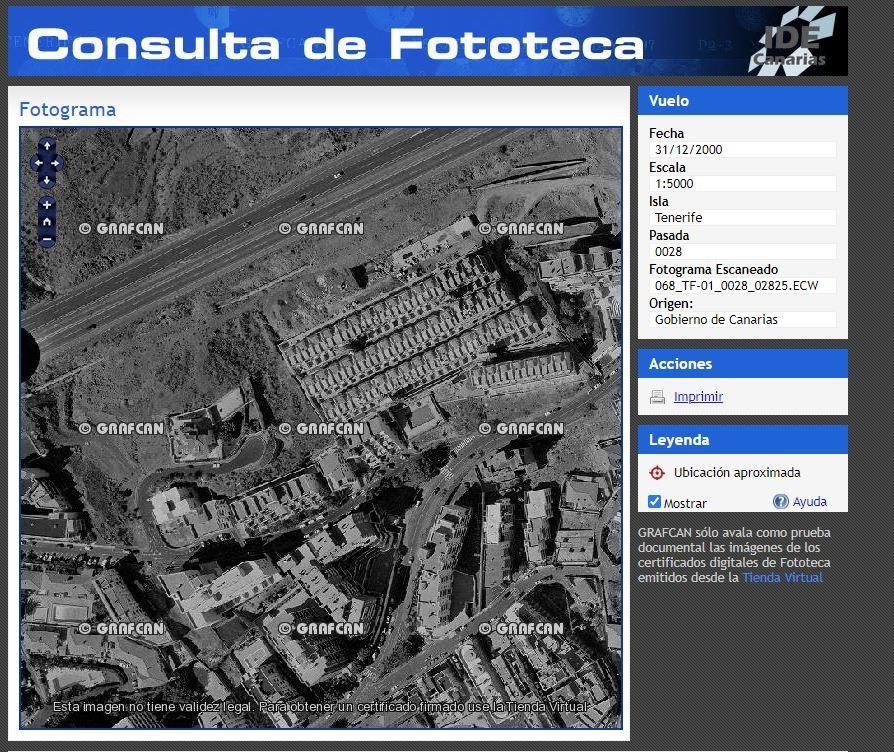 Consulta de Fototeca
IDE
Canarias
Fotograma
© GRAFCAN © GRAFCAN © GRAFCAN
© GRAFCAN © GRAFCAN © GRAFCAN
© GRAFCAN © GRAFCAN © GRAFCAN
Esta imagen no tiene validez legal. Para obtener un certificado firmado use la Tienda Virtual
Vuelo
Fecha
31/12/2000
Escala
1:5000
Isla
Tenerife
Pasada
0028
Fotograma Escaneado
068_TF-01_0028_02825.ECW
Origen:
Gobierno de Canarias
Acciones
Imprimir
Leyenda
Ubicación aproximada
Mostrar
Ayuda
GRAFCAN sólo avala como prueba
documental las imágenes de los
certificados digitales de Fototeca
emitidos desde la Tienda Virtual